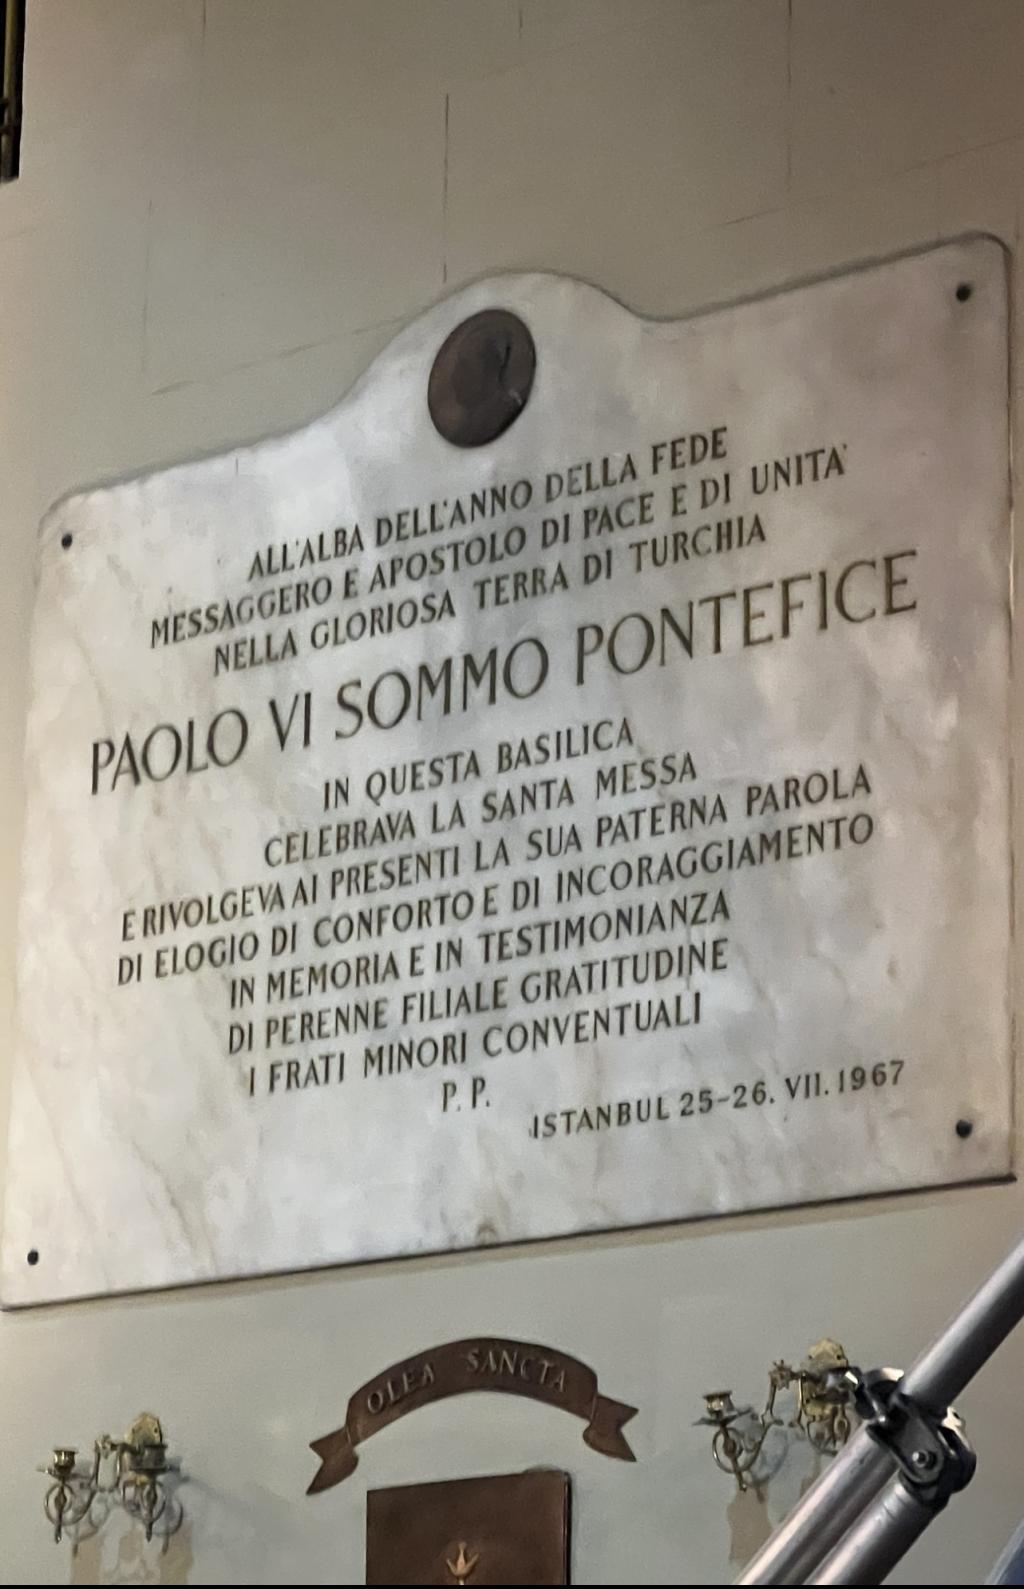 ALL'ALBA DELL'ANNO DELLA FEDE
MESSAGGERO E APOSTOLO DI PACE E DI UNITA'
NELLA GLORIOSA TERRA DI TURCHIA
PAOLO VI SOMMO PONTEFICE
IN QUESTA BASILICA
CELEBRAVA LA SANTA MESSA
E RIVOLGEVA AI PRESENTI LA SUA PATERNA PAROLA
DI ELOGIO DI CONFORTO E DI INCORAGGIAMENTO
IN MEMORIA E IN TESTIMONIANZA
DI PERENNE FILIALE GRATITUDINE
I FRATI MINORI CONVENTUALI
P. P.
ISTANBUL 25-26. VII. 1967
OLEA SANCTA